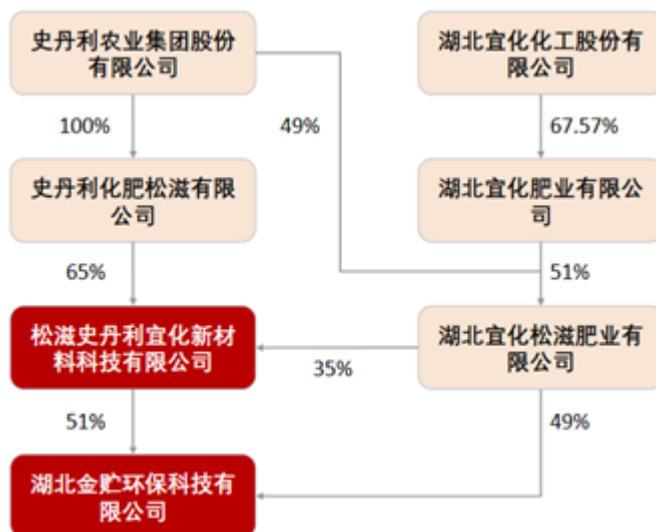 史丹利农业集团股份
有限公司
湖北宜化化工股份有
限公司
100%
49%
67.57%
史丹利化肥松滋有限
公司
湖北宜化肥业有限公
司
65%
51%
松滋史丹利宜化新材
料科技有限公司
湖北宜化松滋肥业有
限公司
35%
51%
49%
湖北金贮环保科技有
限公司